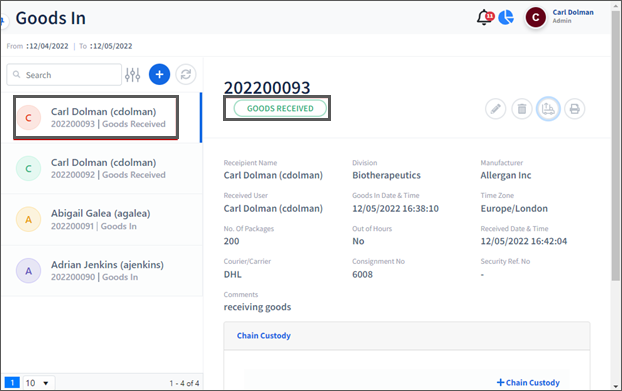 Goods In
11
Carl Dolman
Admin
From :12/04/2022 | To :12/05/2022
Search
C
Carl Dolman (cdolman)
202200093 | Goods Received
C
Carl Dolman (cdolman)
202200092 | Goods Received
A
Abigail Galea (agalea)
202200091 | Goods In
A
Adrian Jenkins (ajenkins)
202200090 | Goods In
1 10 1 - 4 of 4
C
202200093
GOODS RECEIVED
Receipient Name Division Manufacturer
Carl Dolman (cdolman) Biotherapeutics Allergan Inc
Received User Goods In Date & Time Time Zone
Carl Dolman (cdolman) 12/05/2022 16:38:10 Europe/London
No. Of Packages Out of Hours Received Date & Time
200 No 12/05/2022 16:42:04
Courier/Carrier Consignment No Security Ref. No
DHL 6008 -
Comments
receiving goods
Chain Custody
+ Chain Custody